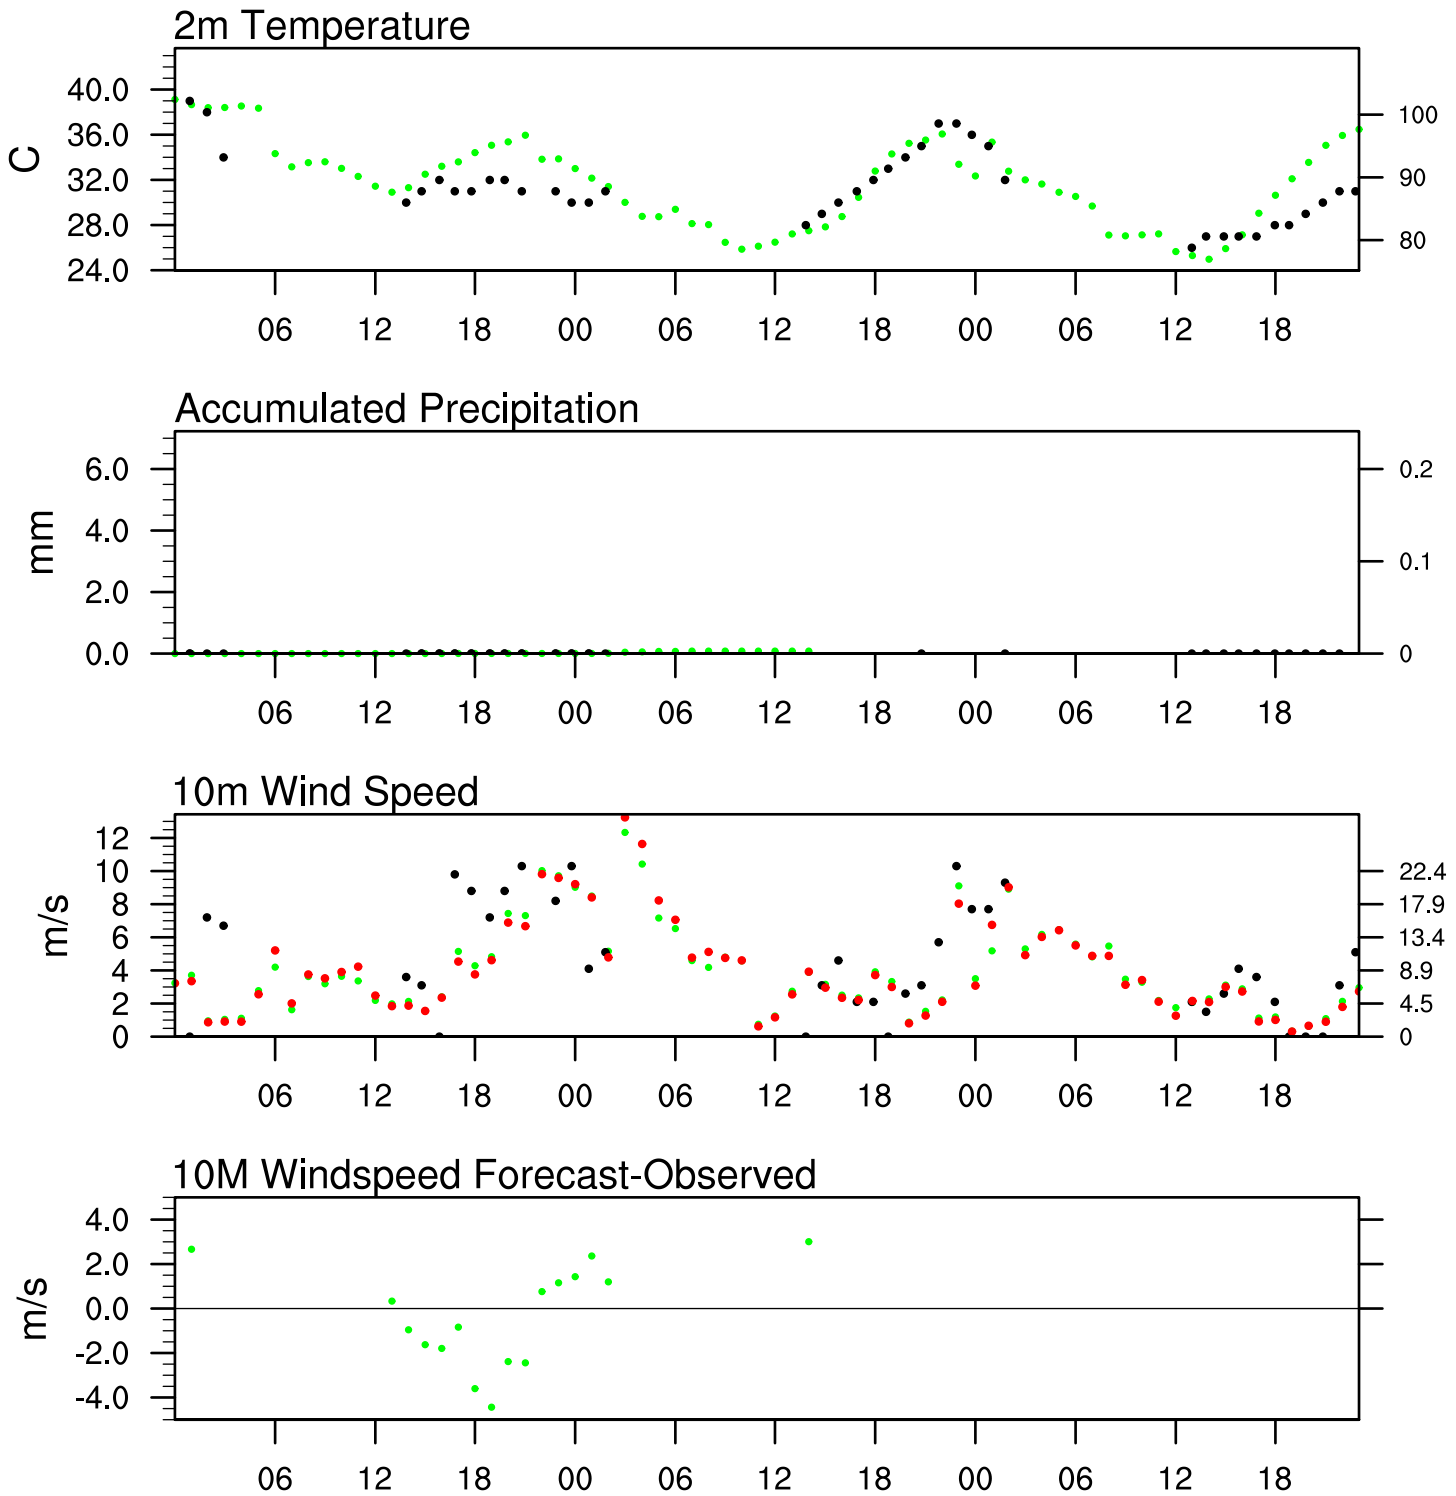 2m Temperature
C
40.0
36.0
32.0
28.0
24.0
100
90
80
06 12 18 00 06 12 18 00 06 12 18
Accumulated Precipitation
mm
6.0
4.0
2.0
0.0
0.2
0.1
0
06 12 18 00 06 12 18 00 06 12 18
10m Wind Speed
m/s
12
10
8
6
4
2
0
22.4
17.9
13.4
8.9
4.5
0
06 12 18 00 06 12 18 00 06 12 18
10M Windspeed Forecast-Observed
m/s
4.0
2.0
0.0
-2.0
-4.0
06 12 18 00 06 12 18 00 06 12 18